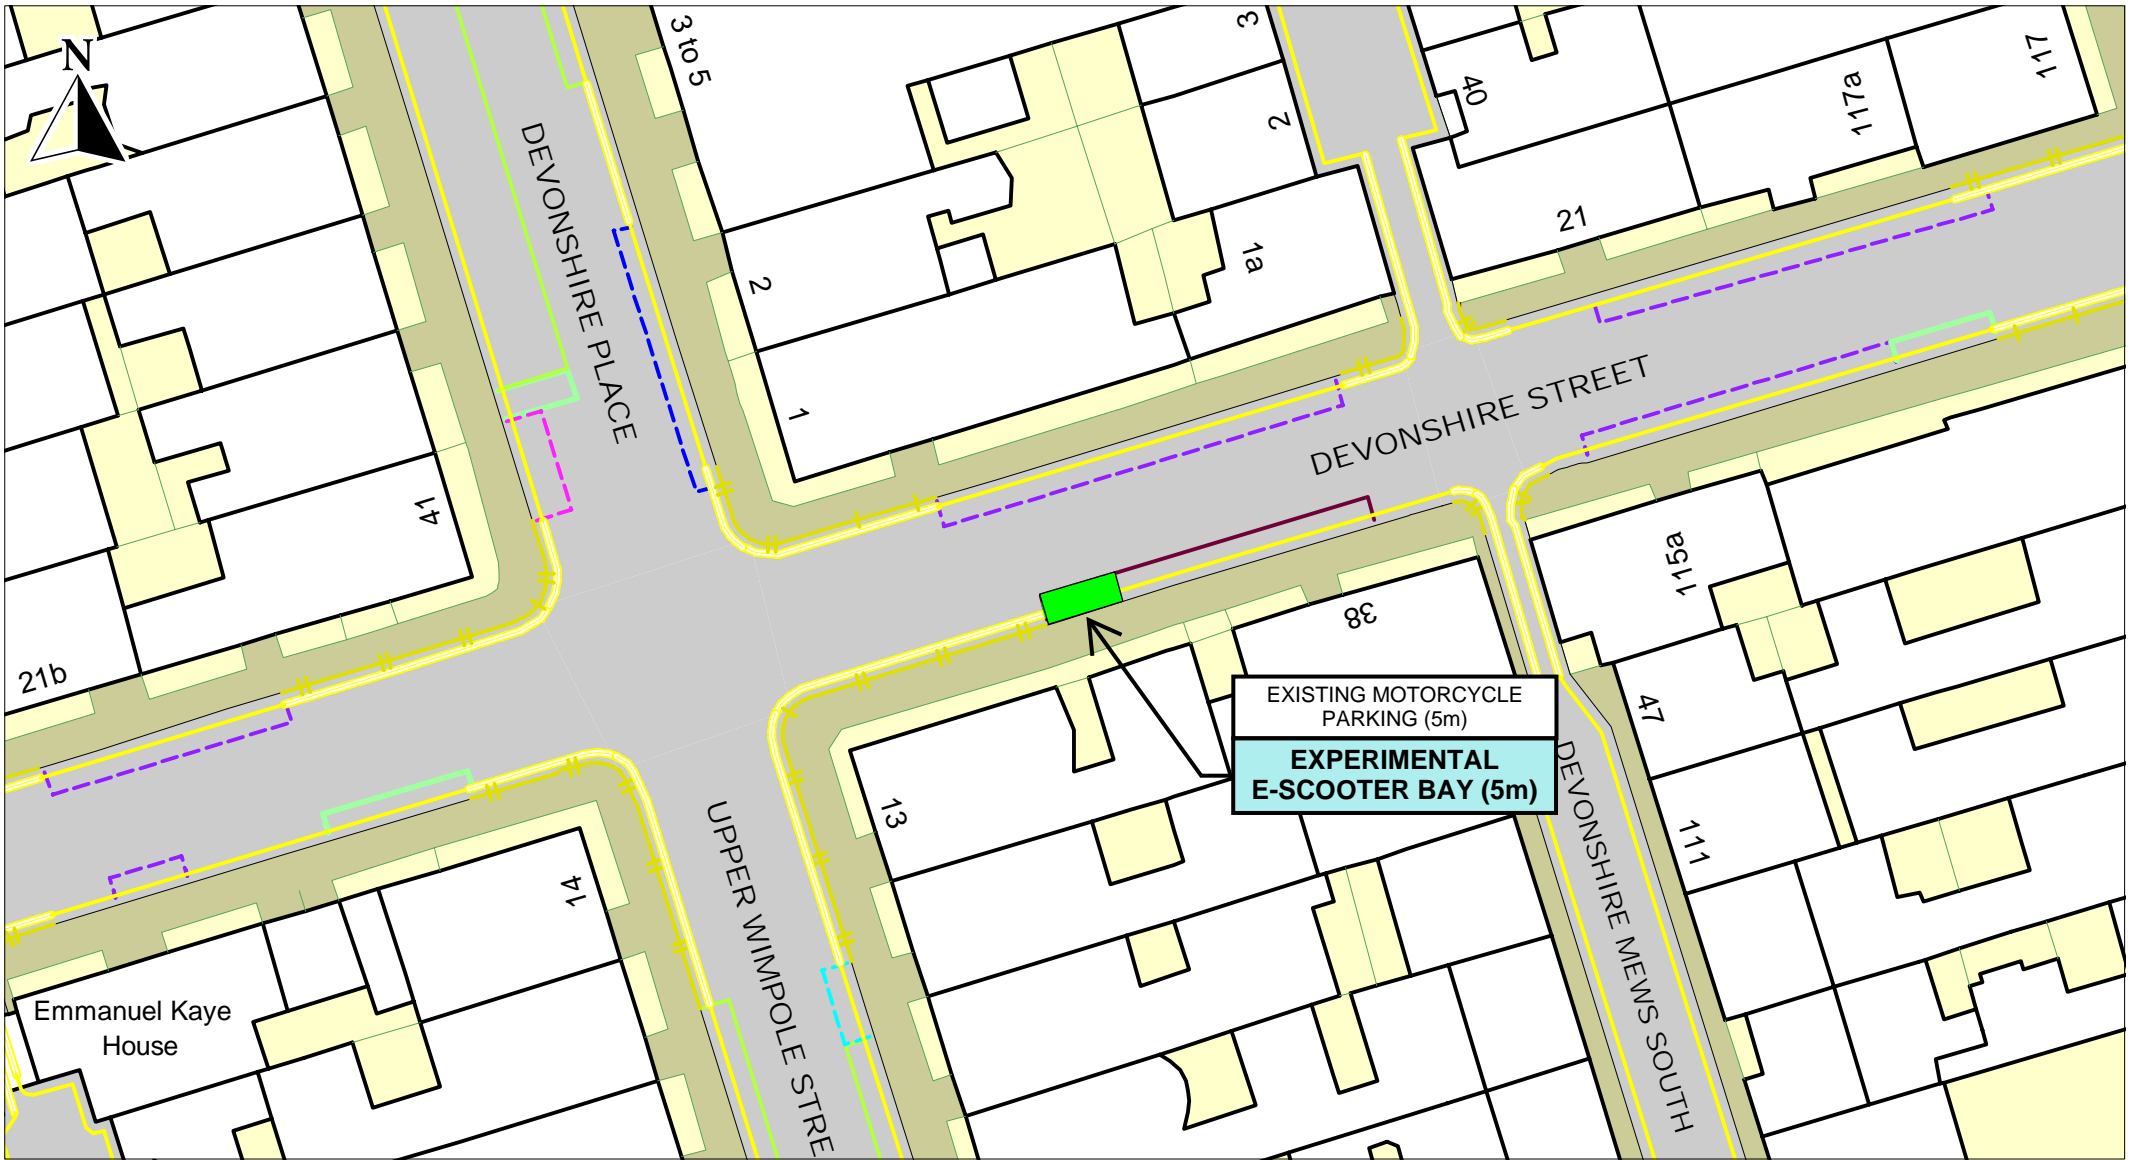 N
3 to 5
3
2
40
117a
117
DEVONSHIRE PLACE
2
1a
21
1
DEVONSHIRE STREET
41
115a
38
21b
EXISTING MOTORCYCLE
PARKING (5m)
EXPERIMENTAL
E-SCOOTER BAY (5m)
47
13
111
14
UPPER WIMPOLE STRE
DEVONSHIRE MEWS SOUTH
Emmanuel Kaye
House